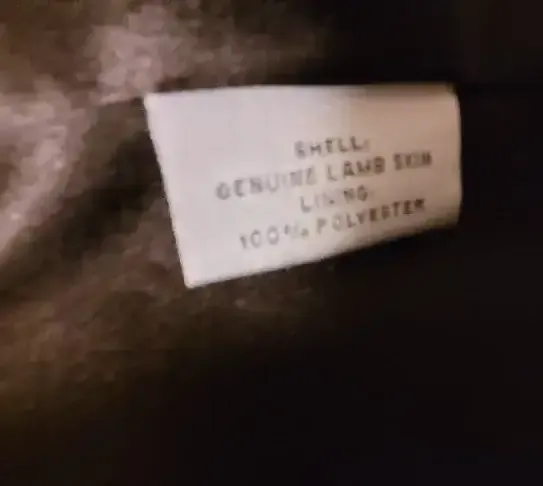 SHELL:
GENUINE LAMB SKIN
LINING:
100% POLYESTER